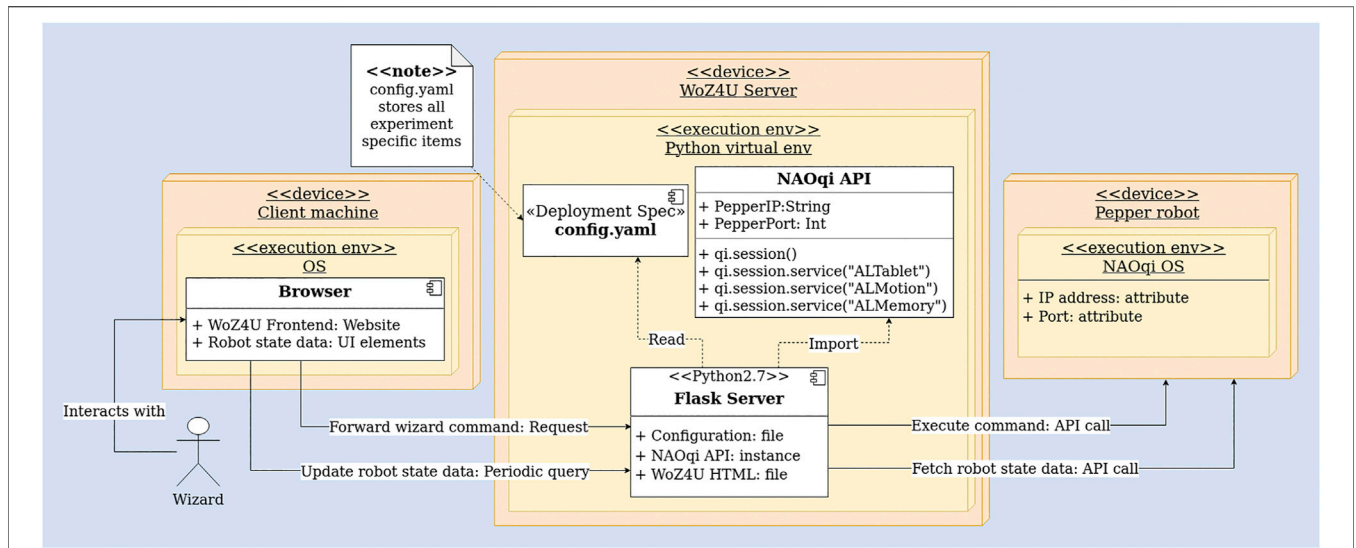 <<note>>
config.yaml
stores all
experiment
specific items
<<device>>
WoZ4U Server
<<execution env>>
Python virtual env
«Deployment Spec»
config.yaml
NAOqi API
+ PepperIP:String
+ PepperPort: Int
+ qi.session()
+ qi.session.service("ALTablet")
+ qi.session.service("ALMotion")
+ qi.session.service("ALMemory")
<<device>>
Client machine
<<execution env>>
OS
Browser
+ WoZ4U Frontend: Website
+ Robot state data: UI elements
<<device>>
Pepper robot
<<execution env>>
NAOqi OS
+ IP address: attribute
+ Port: attribute
Read
Import
<<Python2.7>>
Flask Server
+ Configuration: file
+ NAOqi API: instance
+ WoZ4U HTML: file
Interacts with
Wizard
Forward wizard command: Request
Update robot state data: Periodic query
Execute command: API call
Fetch robot state data: API call